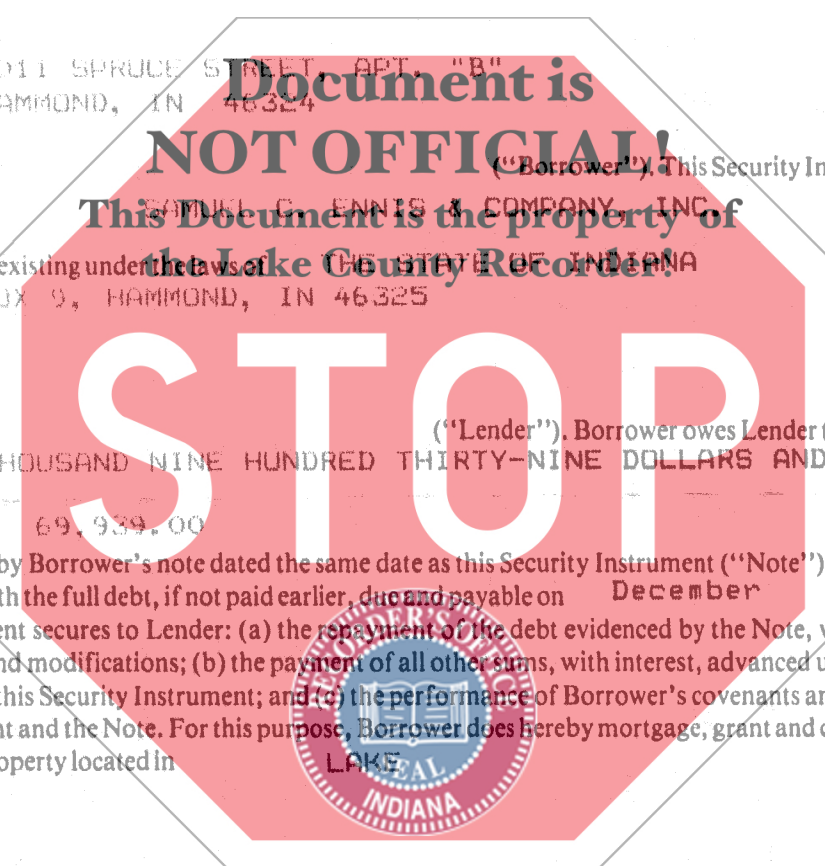 011 SPRUCE STREET, APT. "B"
AMMOND, IN 46324
Document is
NOT OFFICIAL!
("Borrower"). This Security In
This Document is the property of
SAMUEL C. ENNIS & COMPANY, INC.
existing under the laws of THE STATE OF INDIANA
the Lake County Recorder!
OX 9, HAMMOND, IN 46325
STOP
("Lender"). Borrower owes Lender t
HOUSAND NINE HUNDRED THIRTY-NINE DOLLARS AND
69,939.00
by Borrower's note dated the same date as this Security Instrument ("Note")
th the full debt, if not paid earlier, due and payable on December
ent secures to Lender: (a) the repayment of the debt evidenced by the Note, w
nd modifications; (b) the payment of all other sums, with interest, advanced u
this Security Instrument; and (c) the performance of Borrower's covenants an
nt and the Note. For this purpose, Borrower does hereby mortgage, grant and c
operty located in LAKE
RECORDER'S OFFICE
SEAL
INDIANA